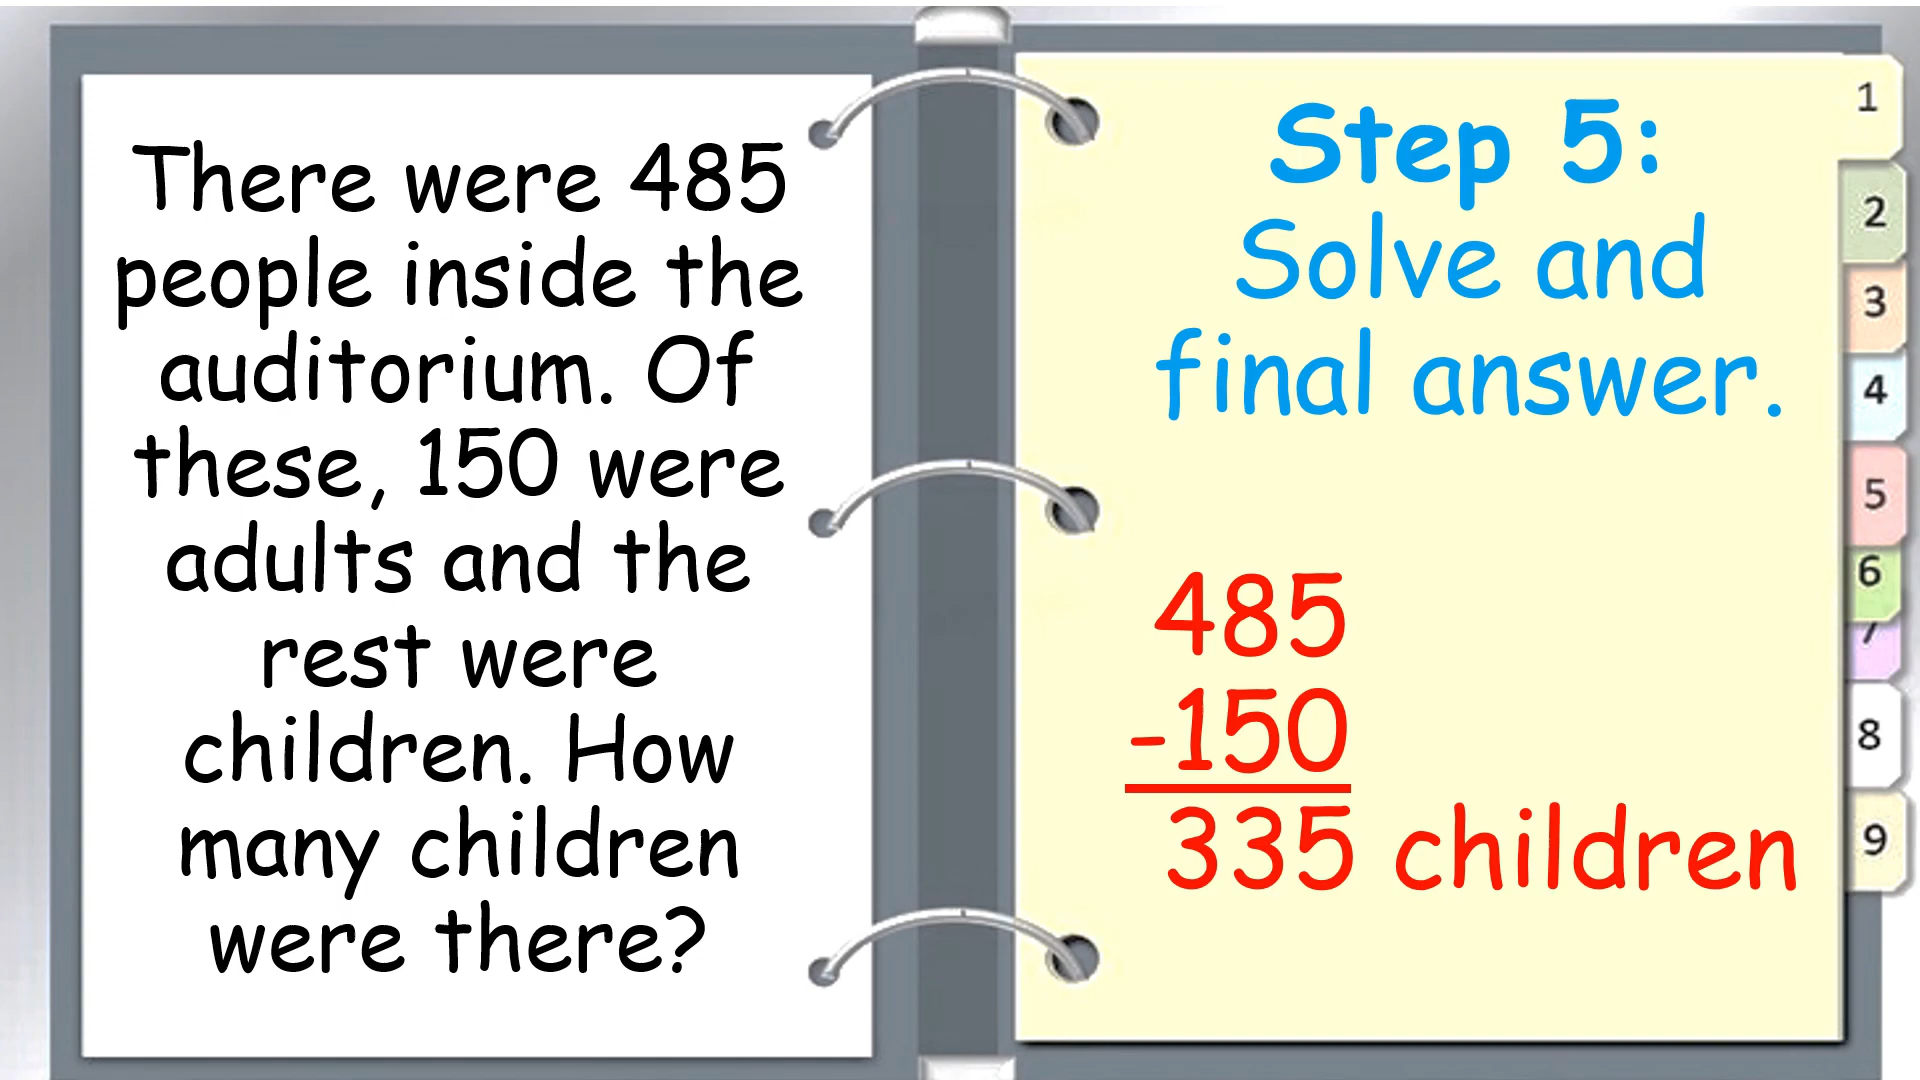 There were 485
people inside the
auditorium. Of
these, 150 were
adults and the
rest were
children. How
many children
were there?
Step 5:
Solve and
final answer.
485
-150
335 children
1
2
3
4
5
6
7
8
9